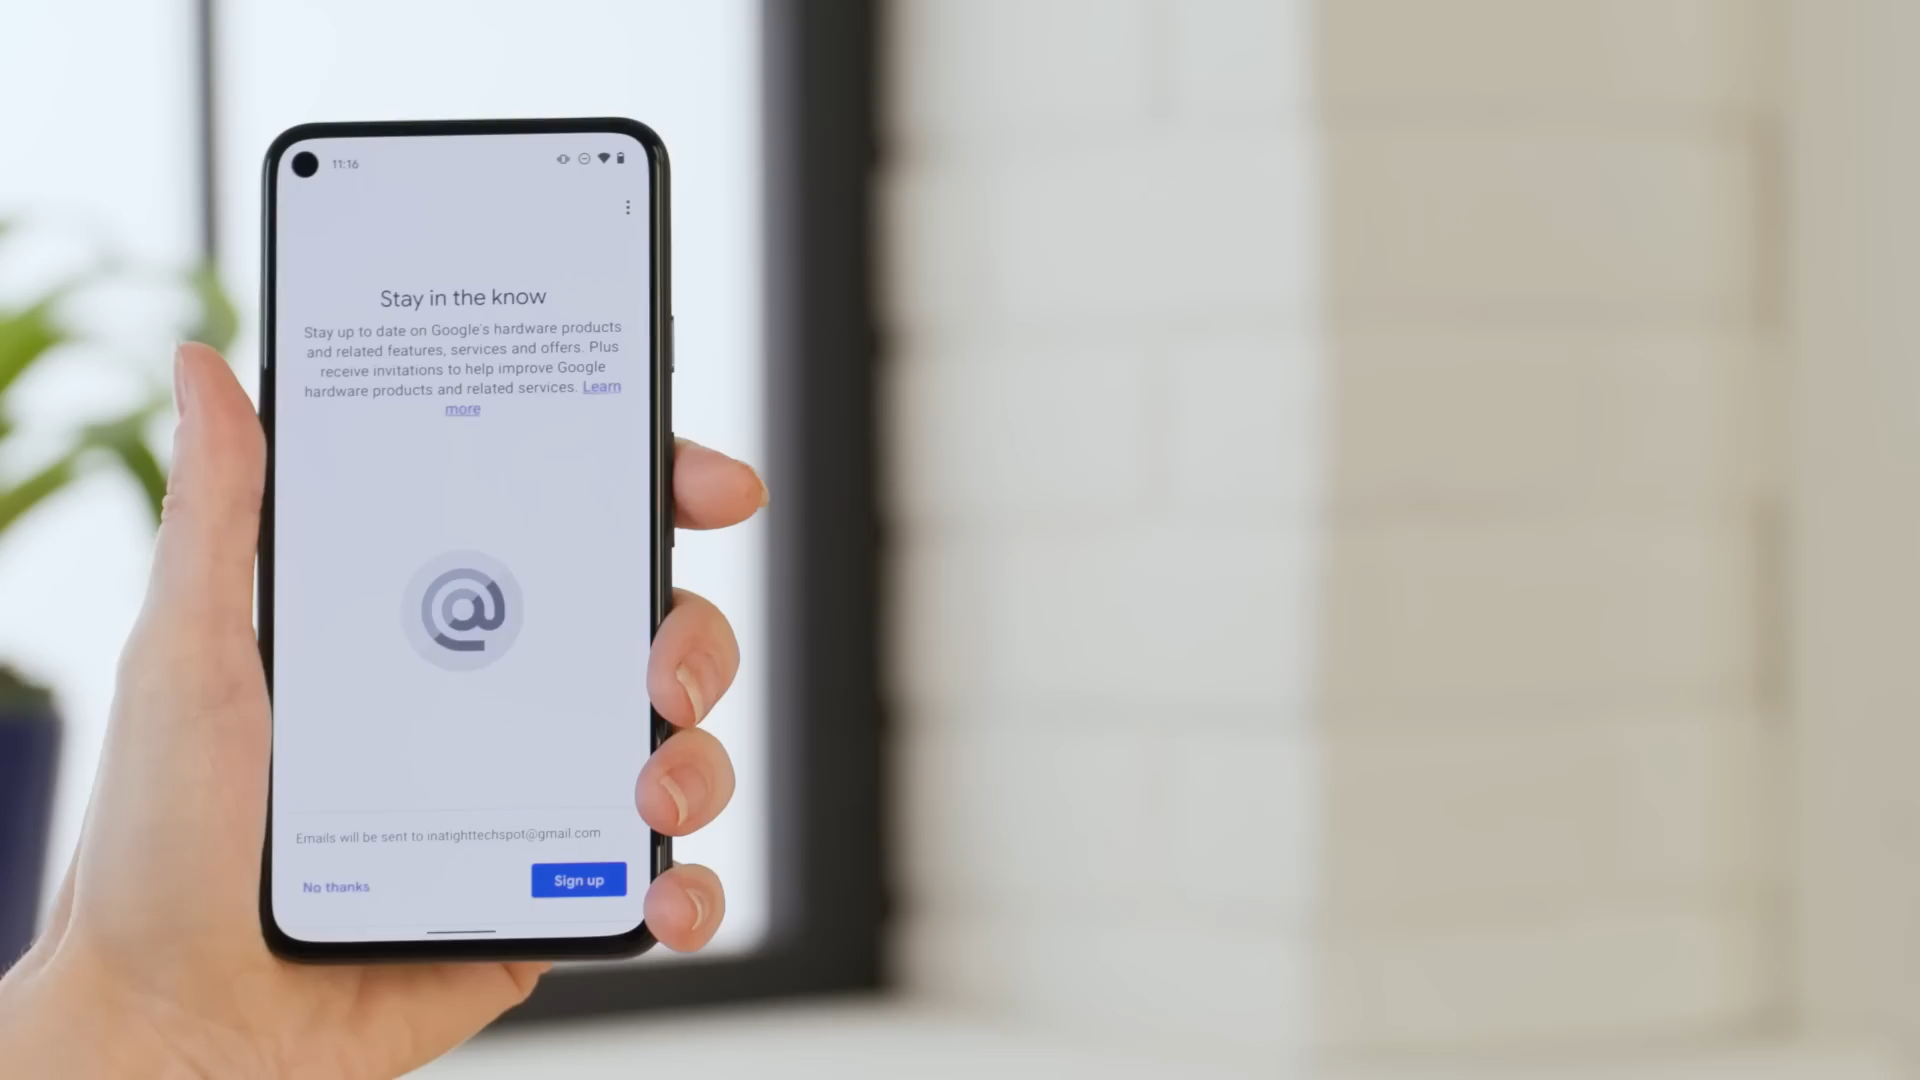 11:16
Stay in the know
Stay up to date on Google's hardware products
and related features, services and offers. Plus
receive invitations to help improve Google
hardware products and related services. Learn
more
@
Emails will be sent to inatighttechspot@gmail.com
No thanks
Sign up